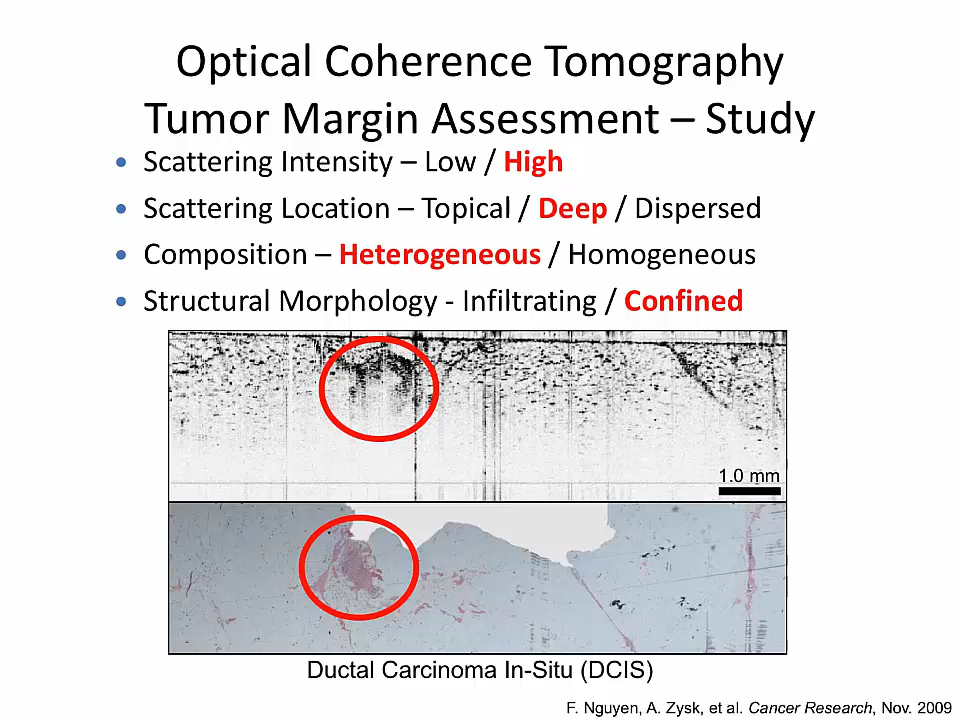 Optical Coherence Tomography
Tumor Margin Assessment – Study
• Scattering Intensity – Low / High
• Scattering Location – Topical / Deep / Dispersed
• Composition – Heterogeneous / Homogeneous
• Structural Morphology - Infiltrating / Confined
1.0 mm
Ductal Carcinoma In-Situ (DCIS)
F. Nguyen, A. Zysk, et al. Cancer Research, Nov. 2009